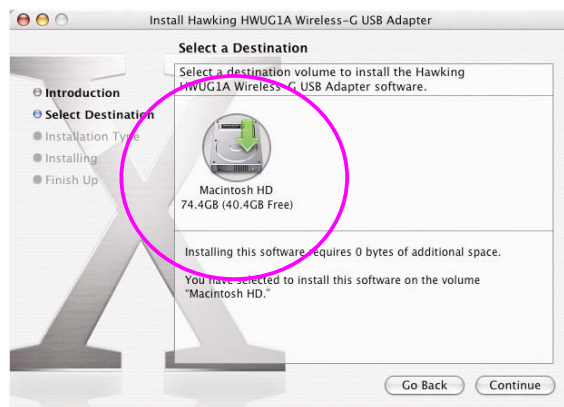 Install Hawking HWUG1A Wireless-G USB Adapter
Select a Destination
Introduction
Select Destination
Installation Type
Installing
Finish Up
Select a destination volume to install the Hawking
HWUG1A Wireless-G USB Adapter software.
Macintosh HD
74.4GB (40.4GB Free)
Installing this software requires 0 bytes of additional space.
You have selected to install this software on the volume
“Macintosh HD.”
Go Back
Continue